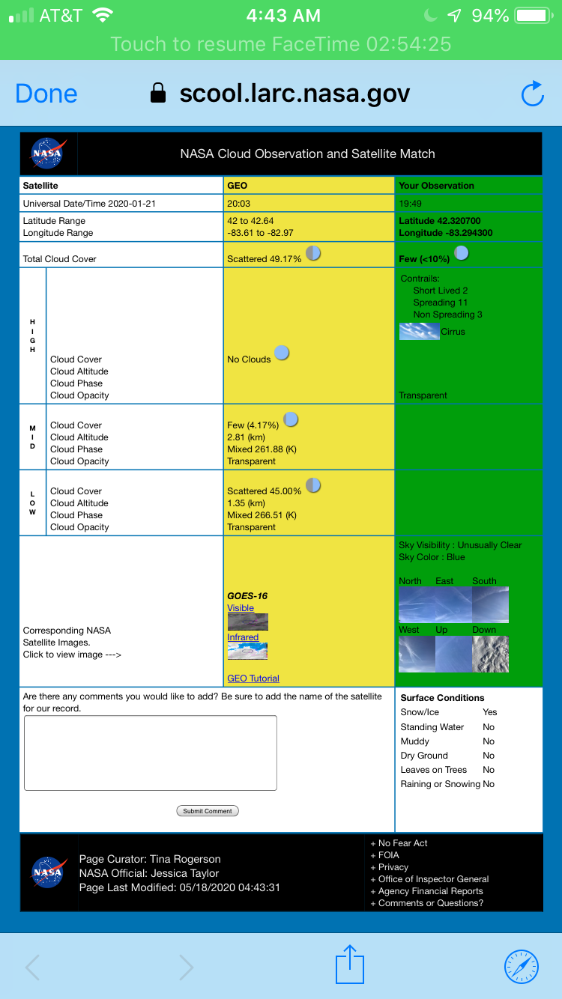 AT&T 4:43 AM 94%
Touch to resume FaceTime 02:54:25
Done scool.larc.nasa.gov
NASA NASA Cloud Observation and Satellite Match
Satellite GEO Your Observation
Universal Date/Time 2020-01-21 20:03 19:49
Latitude Range 42 to 42.64 Latitude 42.320700
Longitude Range -83.61 to -82.97 Longitude -83.294300
Total Cloud Cover Scattered 49.17% Few (<10%)
Contrails:
Short Lived 2
Spreading 11
Non Spreading 3
Cirrus
HIGH
Cloud Cover No Clouds
Cloud Altitude
Cloud Phase
Cloud Opacity Transparent
MID
Cloud Cover Few (4.17%)
Cloud Altitude 2.81 (km)
Cloud Phase Mixed 261.88 (K)
Cloud Opacity Transparent
LOW
Cloud Cover Scattered 45.00%
Cloud Altitude 1.35 (km)
Cloud Phase Mixed 266.51 (K)
Cloud Opacity Transparent
Corresponding NASA
Satellite Images.
Click to view image --->
GOES-16
Visible
Infrared
GEO Tutorial
Sky Visibility : Unusually Clear
Sky Color : Blue
North East South
West Up Down
Are there any comments you would like to add? Be sure to add the name of the satellite
for our record.
Submit Comment
Surface Conditions
Snow/Ice Yes
Standing Water No
Muddy No
Dry Ground No
Leaves on Trees No
Raining or Snowing No
NASA
Page Curator: Tina Rogerson
NASA Official: Jessica Taylor
Page Last Modified: 05/18/2020 04:43:31
+ No Fear Act
+ FOIA
+ Privacy
+ Office of Inspector General
+ Agency Financial Reports
+ Comments or Questions?